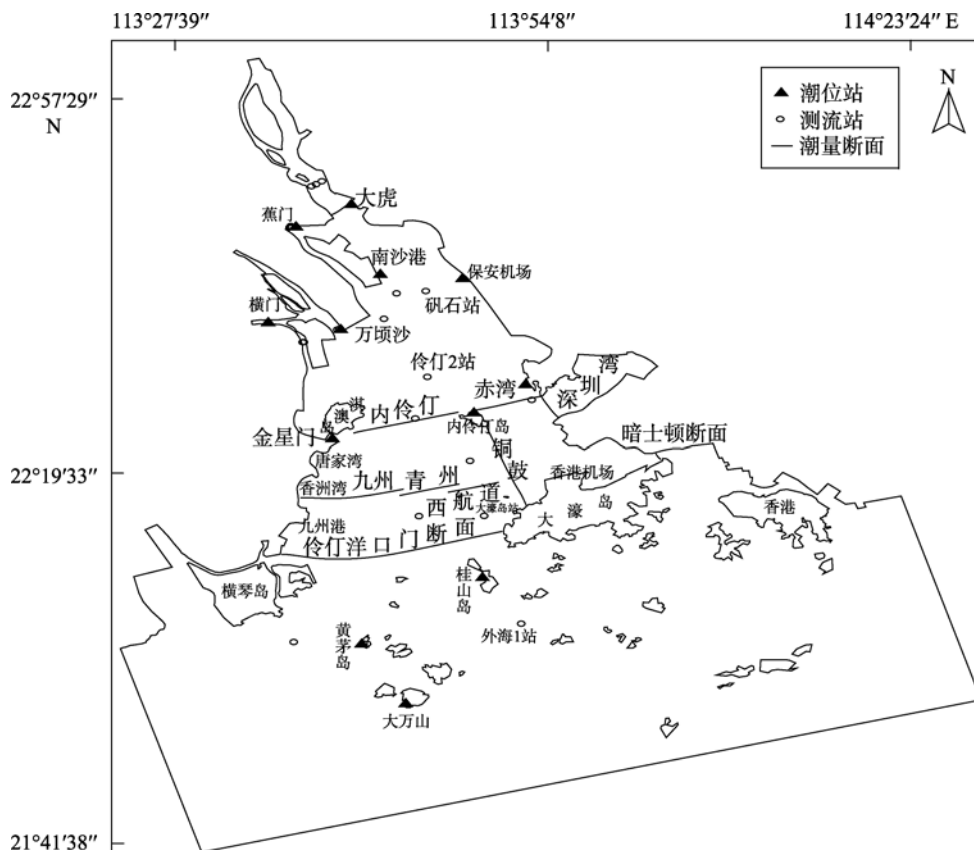 113°27′39″
113°54′8″
114°23′24″ E
22°57′29″
N
N
潮位站
测流站
潮量断面
大虎
蕉门
南沙港
保安机场
矾石站
横门
万顷沙
伶仃2站
赤湾
深圳湾
淇澳岛
内伶仃
内伶仃岛
金星门
暗士顿断面
铜鼓
唐家湾
22°19′33″
香洲湾
九州
青州
香港机场
西航道
大濠岛站
大濠岛
香港
九州港
伶仃洋口门断面
横琴岛
桂山岛
黄茅岛
外海1站
大万山
21°41′38″